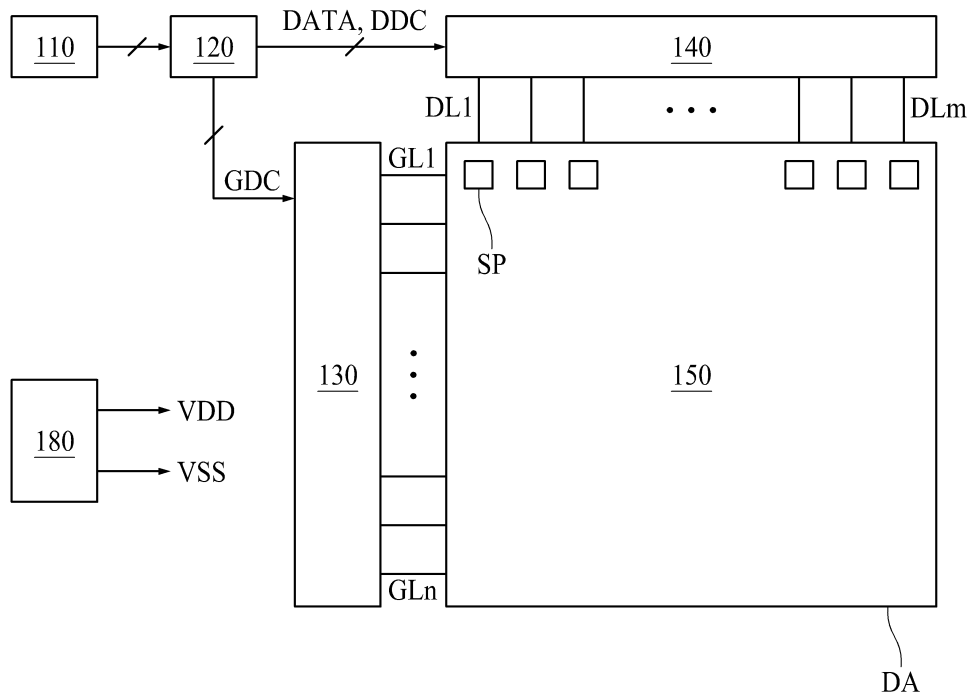 110
120
DATA, DDC
140
DL1
DLm
GL1
GDC
SP
130
150
180
VDD
VSS
GLn
DA